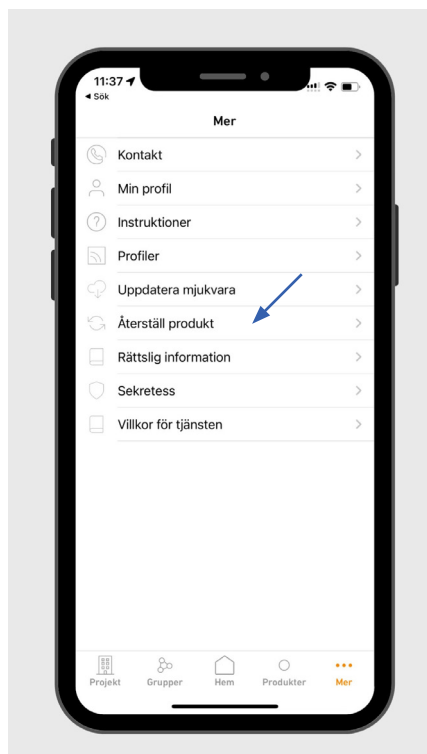 11:37
◀ Sök
Mer
Kontakt
Min profil
Instruktioner
Profiler
Uppdatera mjukvara
Återställ produkt
Rättslig information
Sekretess
Villkor för tjänsten
Projekt Grupper Hem Produkter Mer